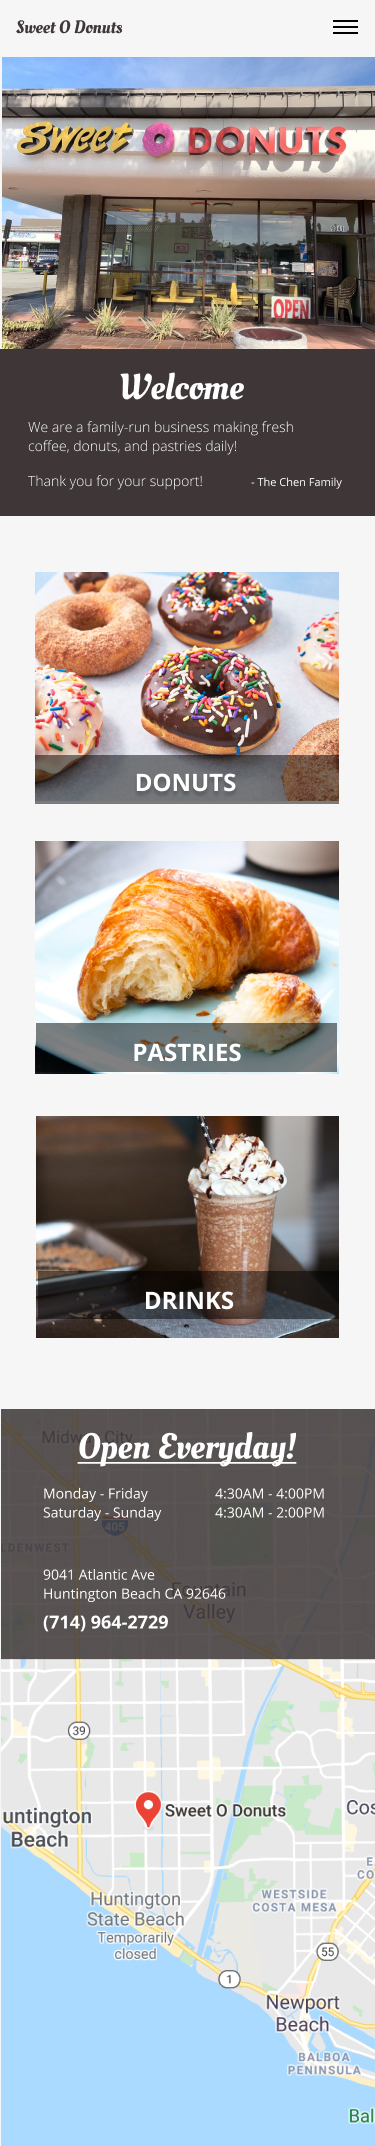 Sweet O Donuts
Sweet DONUTS
OPEN
Welcome
We are a family-run business making fresh
coffee, donuts, and pastries daily!
Thank you for your support!
- The Chen Family
DONUTS
PASTRIES
DRINKS
Midway City
Open Everyday!
Monday - Friday 4:30AM - 4:00PM
Saturday - Sunday 4:30AM - 2:00PM
405
LDENWEST
9041 Atlantic Ave
Huntington Beach CA 92646
Fountain
Valley
(714) 964-2729
39
Sweet O Donuts
Cos
untington
Beach
E
CO
Huntington
State Beach
Temporarily
closed
WESTSIDE
COSTA MESA
55
1
Newport
Beach
BALBOA
PENINSULA
Bal